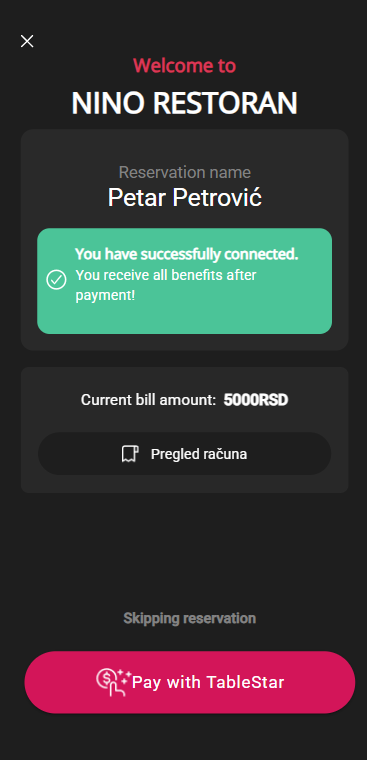 Welcome to
NINO RESTORAN
Reservation name
Petar Petrović
You have successfully connected.
You receive all benefits after
payment!
Current bill amount: 5000RSD
Pregled računa
Skipping reservation
Pay with TableStar